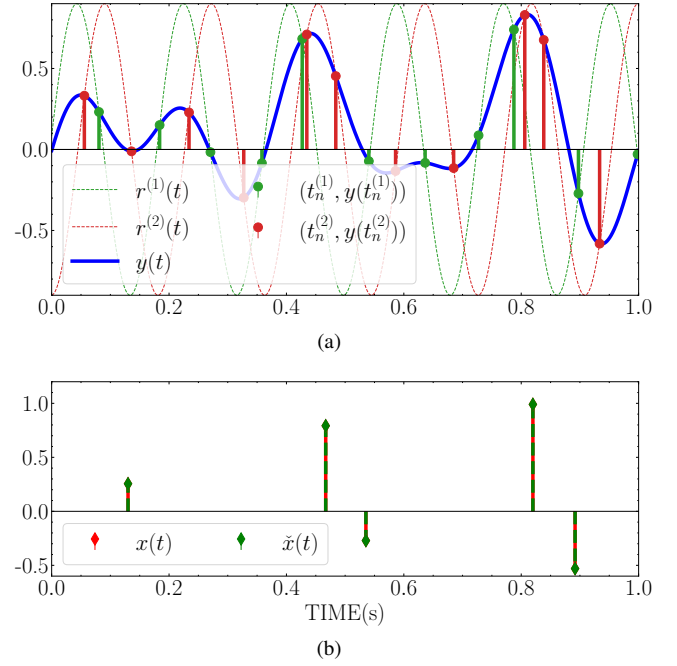 0.5
0.0
-0.5
r^{(1)}(t)
r^{(2)}(t)
y(t)
(t_n^{(1)}, y(t_n^{(1)}))
(t_n^{(2)}, y(t_n^{(2)}))
0.0 0.2 0.4 0.6 0.8 1.0
(a)
1.0
0.5
0.0
-0.5
x(t) x̌(t)
0.0 0.2 0.4 0.6 0.8 1.0
TIME(s)
(b)